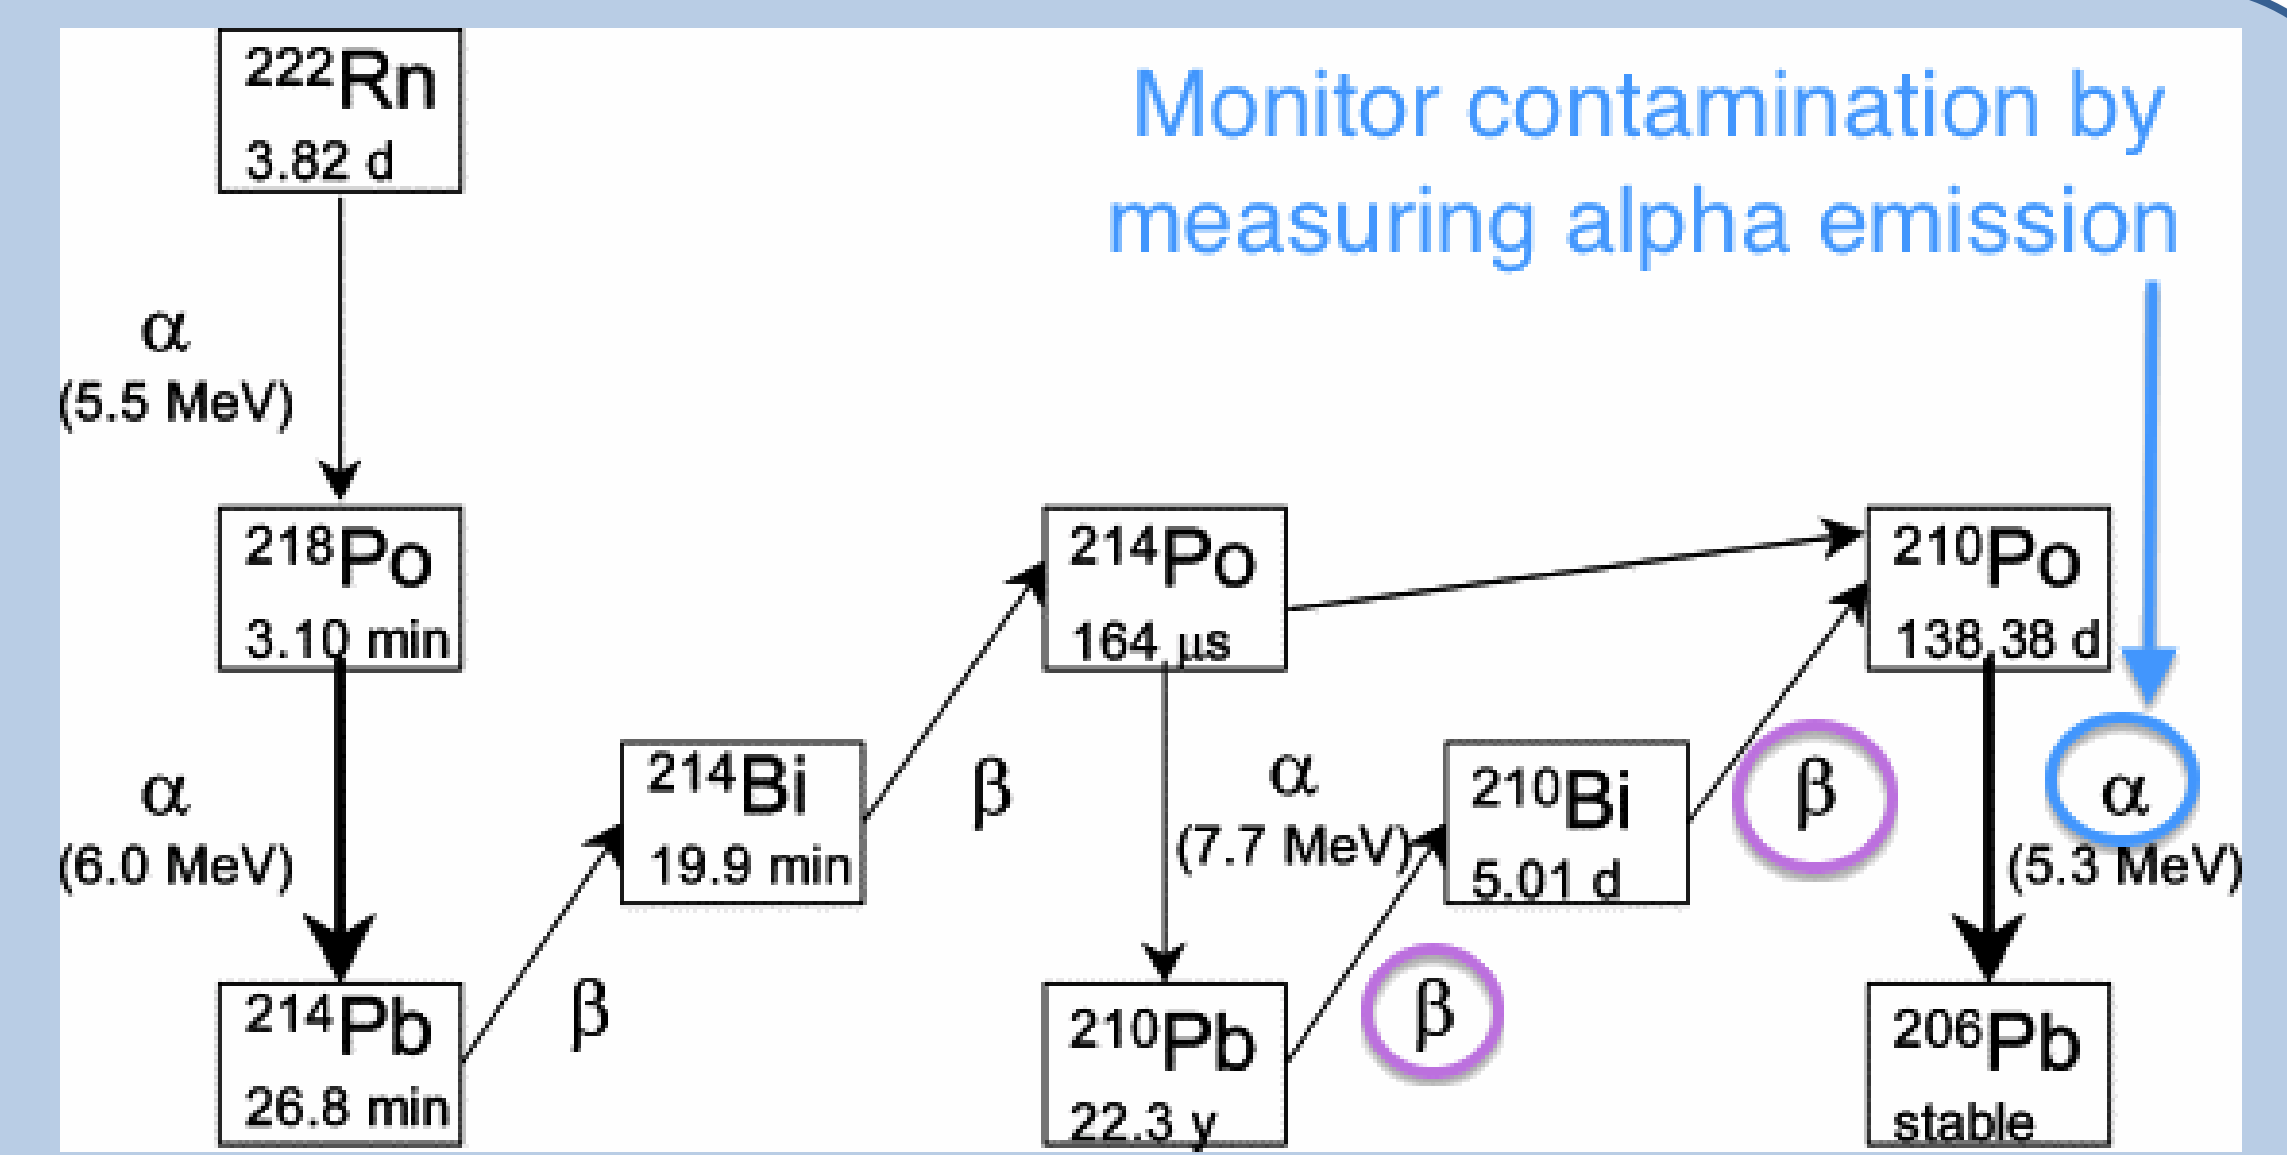 ²²²Rn
3.82 d
Monitor contamination by
measuring alpha emission
α
(5.5 MeV)
²¹⁸Po
3.10 min
²¹⁴Po
164 μs
²¹⁰Po
138.38 d
α
(6.0 MeV)
²¹⁴Bi
19.9 min
β
α
(7.7 MeV)
²¹⁰Bi
5.01 d
β
α
(5.3 MeV)
²¹⁴Pb
26.8 min
β
²¹⁰Pb
22.3 y
β
²⁰⁶Pb
stable